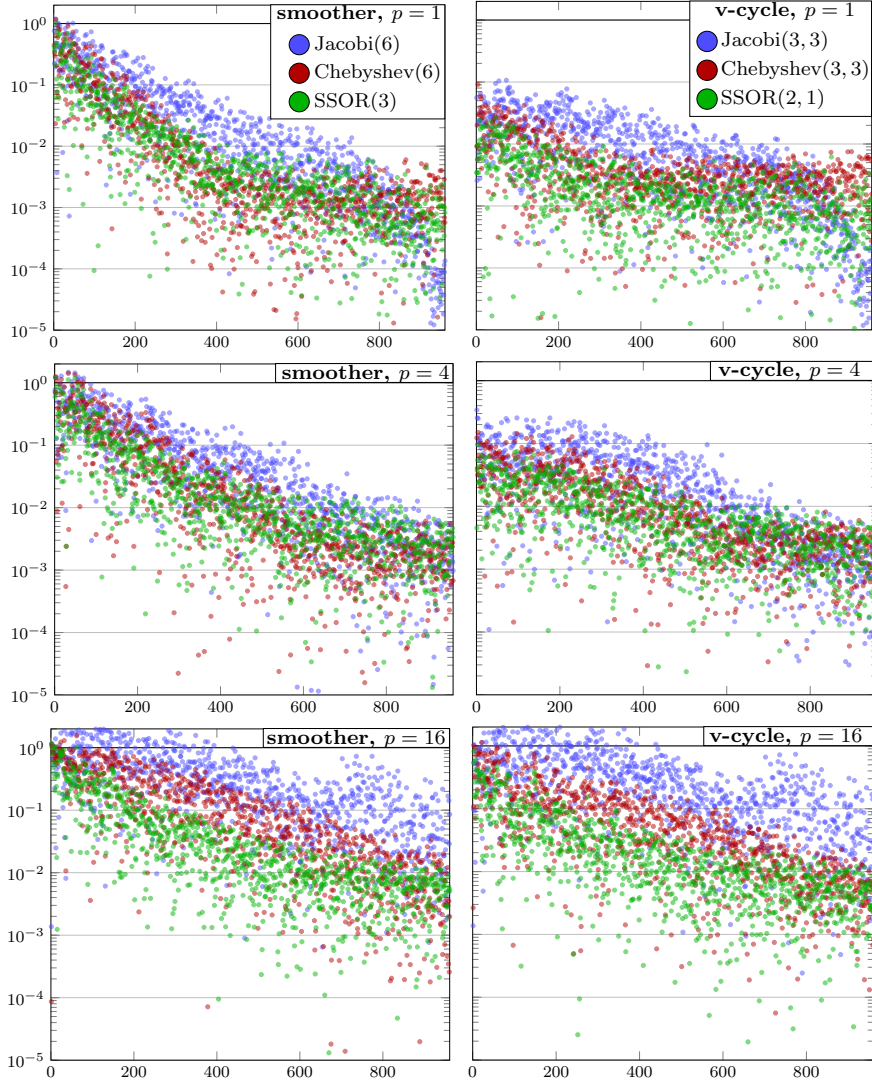 smoother, p = 1
Jacobi(6)
Chebyshev(6)
SSOR(3)
10^0
10^−1
10^−2
10^−3
10^−4
10^−5
0 200 400 600 800
v-cycle, p = 1
Jacobi(3, 3)
Chebyshev(3, 3)
SSOR(2, 1)
0 200 400 600 800
smoother, p = 4
10^0
10^−1
10^−2
10^−3
10^−4
10^−5
0 200 400 600 800
v-cycle, p = 4
0 200 400 600 800
smoother, p = 16
10^0
10^−1
10^−2
10^−3
10^−4
10^−5
0 200 400 600 800
v-cycle, p = 16
0 200 400 600 800